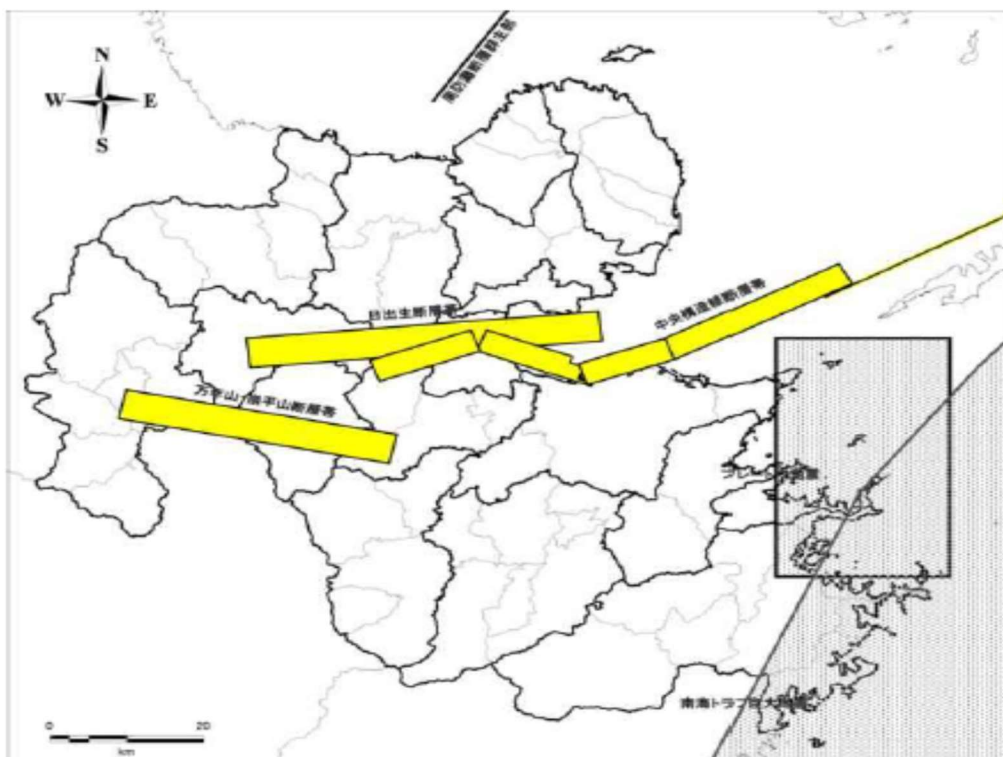 周防灘断層群主部
N
W E
S
日出生断層帯
中央構造線断層帯
万年山-崩平山断層帯
南海トラフ巨大地震
0 20
km